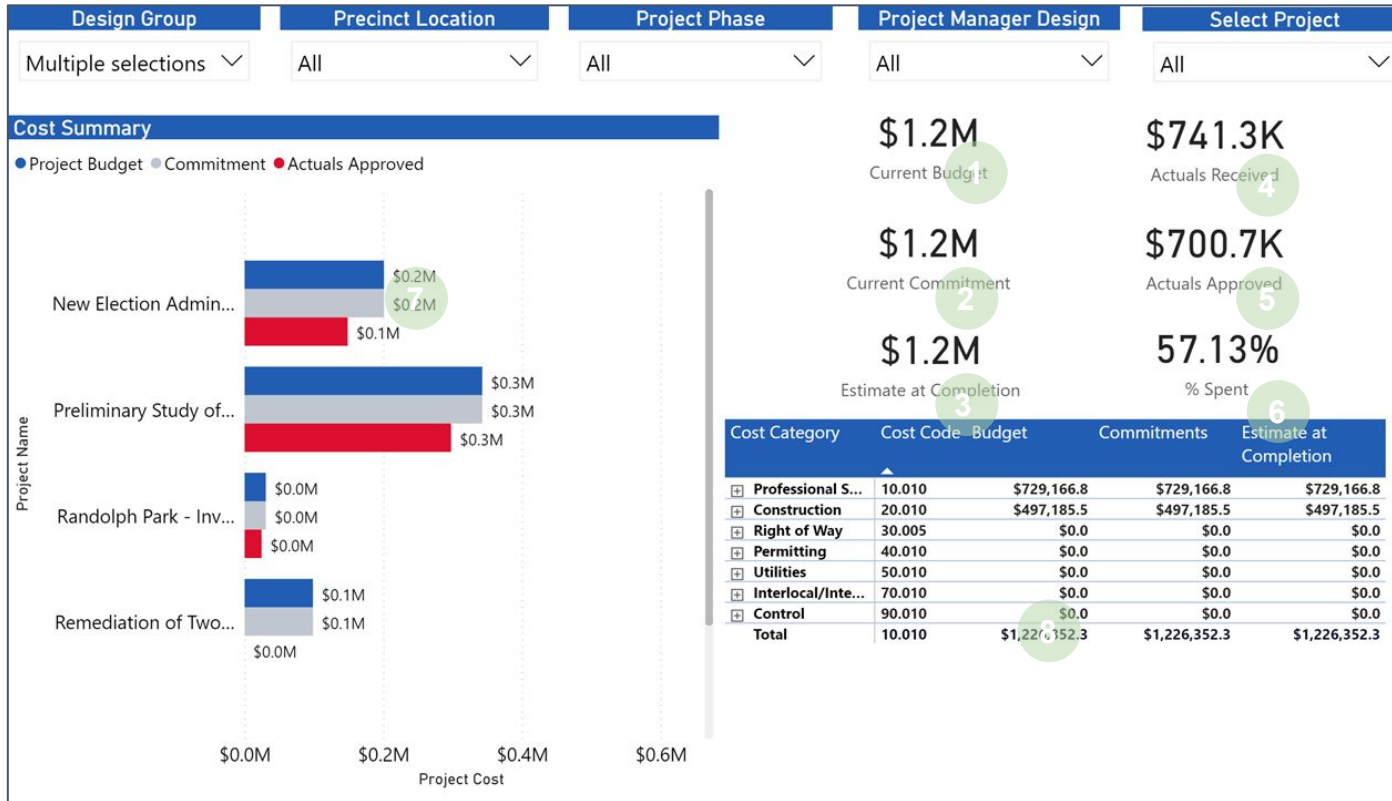 Design Group
Precinct Location
Project Phase
Project Manager Design
Select Project
Multiple selections
All
All
All
All
Cost Summary
Project Budget Commitment Actuals Approved
Project Name
New Election Admin...
$0.2M
$0.2M
7
$0.1M
Preliminary Study of...
$0.3M
$0.3M
$0.3M
Randolph Park - Inv...
$0.0M
$0.0M
$0.0M
Remediation of Two...
$0.1M
$0.1M
$0.0M
$0.0M $0.2M $0.4M $0.6M
Project Cost
$1.2M
Current Budget
1
$741.3K
Actuals Received
4
$1.2M
Current Commitment
2
$700.7K
Actuals Approved
5
$1.2M
Estimate at Completion
3
57.13%
% Spent
6
Cost Category Cost Code Budget Commitments Estimate at
Completion
Professional S... 10.010 $729,166.8 $729,166.8 $729,166.8
Construction 20.010 $497,185.5 $497,185.5 $497,185.5
Right of Way 30.005 $0.0 $0.0 $0.0
Permitting 40.010 $0.0 $0.0 $0.0
Utilities 50.010 $0.0 $0.0 $0.0
Interlocal/Inte... 70.010 $0.0 $0.0 $0.0
Control 90.010 $0.0 $0.0 $0.0
8
Total 10.010 $1,226,352.3 $1,226,352.3 $1,226,352.3